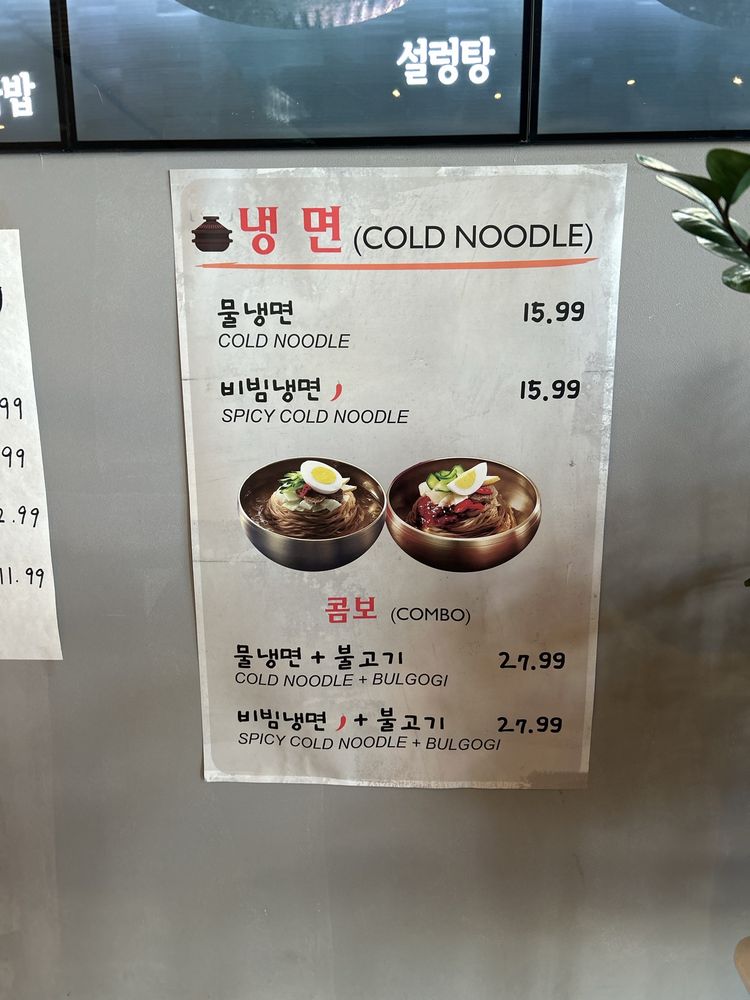 설렁탕
냉 면 (COLD NOODLE)
물냉면 15.99
COLD NOODLE
비빔냉면 15.99
SPICY COLD NOODLE
콤보 (COMBO)
물냉면 + 불고기 27.99
COLD NOODLE + BULGOGI
비빔냉면 + 불고기 27.99
SPICY COLD NOODLE + BULGOGI
11.99